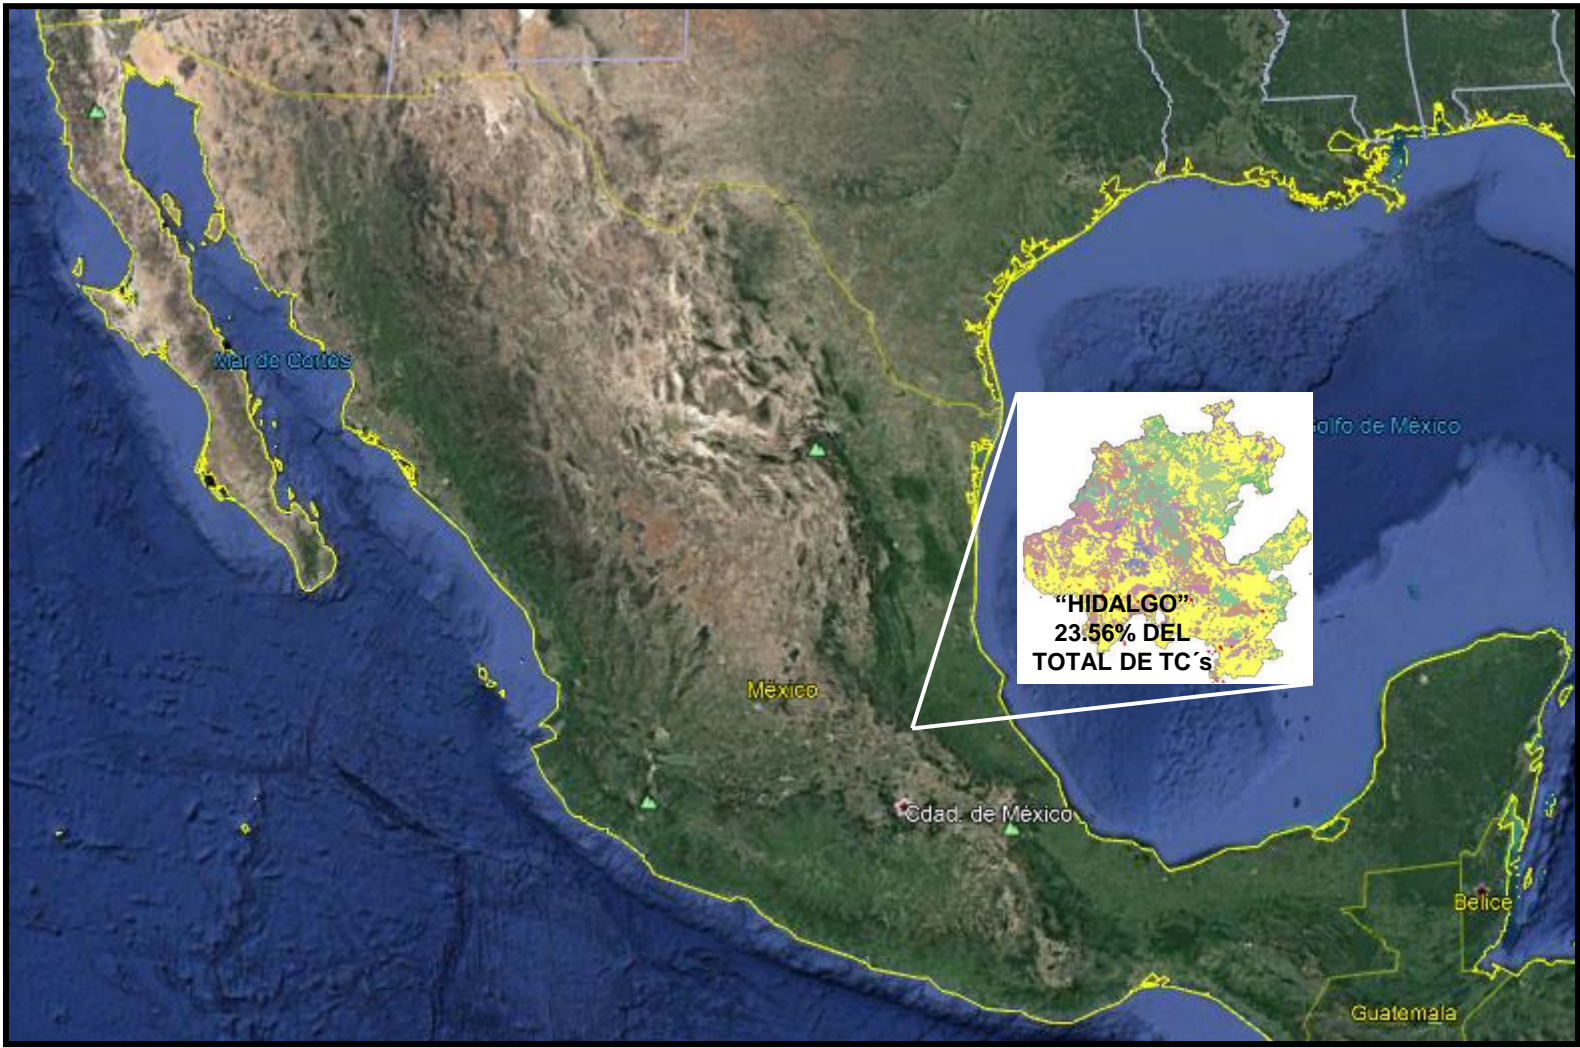 Mar de Cortés
Golfo de México
“HIDALGO”
23.56% DEL
TOTAL DE TC´s
México
Cdad. de México
Belice
Guatemala